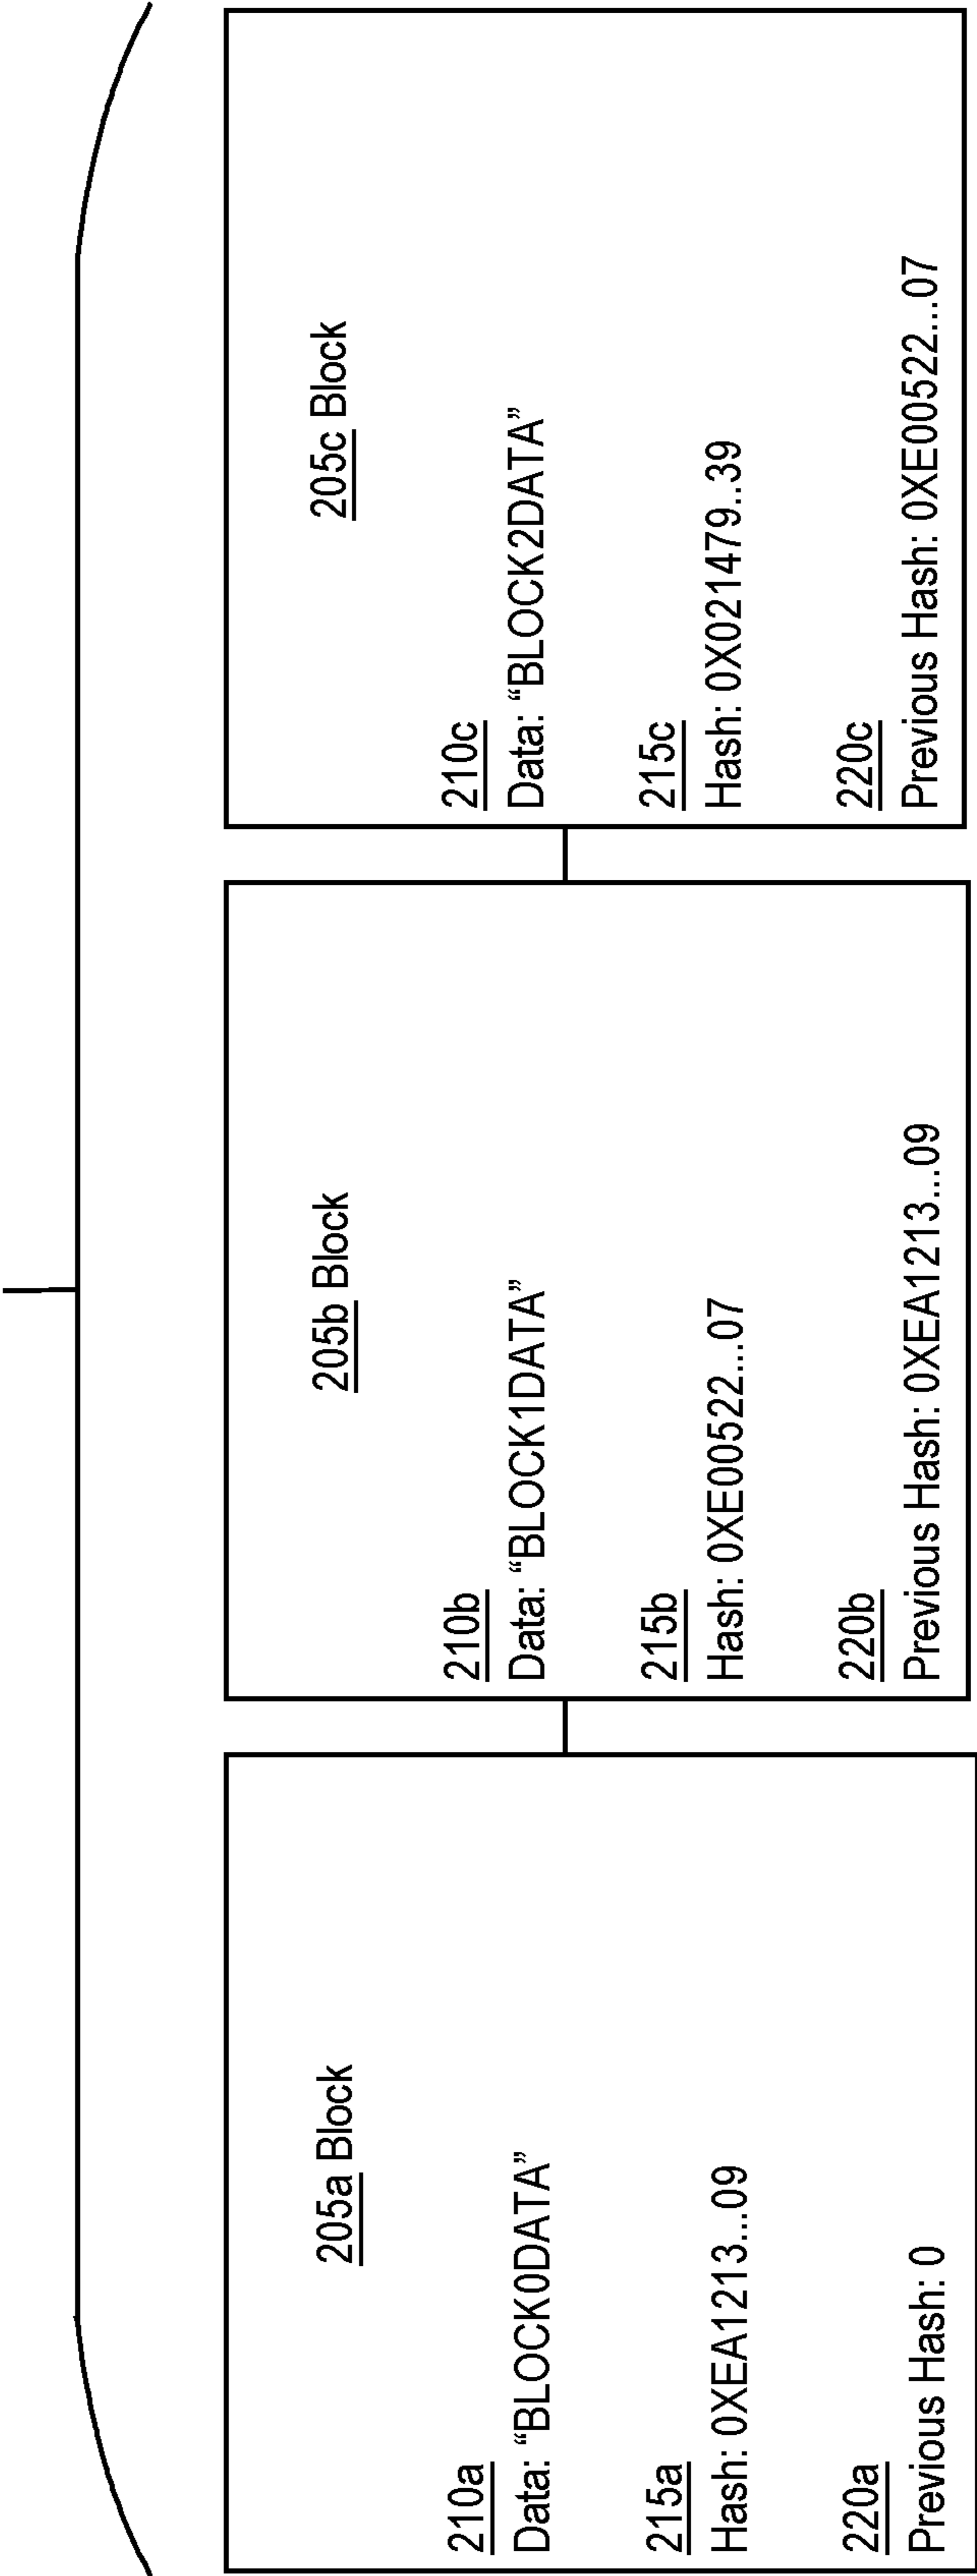 205a Block
210a
Data: “BLOCK0DATA”
215a
Hash: 0XEA1213...09
220a
Previous Hash: 0
205b Block
210b
Data: “BLOCK1DATA”
215b
Hash: 0XE00522...07
220b
Previous Hash: 0XEA1213...09
205c Block
210c
Data: “BLOCK2DATA”
215c
Hash: 0X021479..39
220c
Previous Hash: 0XE00522...07